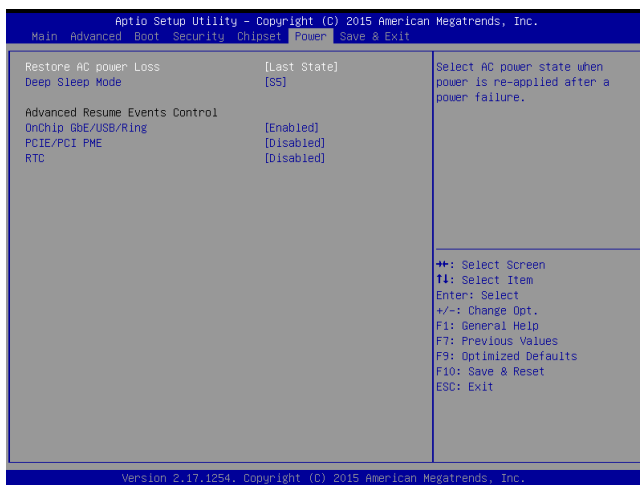 Aptio Setup Utility – Copyright (C) 2015 American Megatrends, Inc.
Main Advanced Boot Security Chipset Power Save & Exit
Restore AC power Loss [Last State]
Deep Sleep Mode [S5]
Advanced Resume Events Control
OnChip GbE/USB/Ring [Enabled]
PCIE/PCI PME [Disabled]
RTC [Disabled]
Select AC power state when
power is re-applied after a
power failure.
→←: Select Screen
↑↓: Select Item
Enter: Select
+/-: Change Opt.
F1: General Help
F7: Previous Values
F9: Optimized Defaults
F10: Save & Reset
ESC: Exit
Version 2.17.1254. Copyright (C) 2015 American Megatrends, Inc.